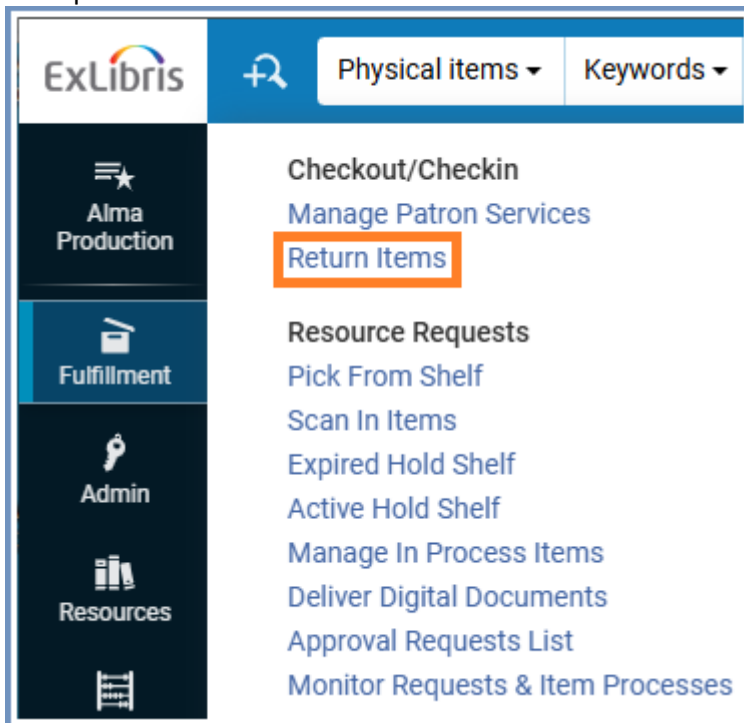 ExLibris
Physical items
Keywords
Alma
Production
Fulfillment
Admin
Resources
Checkout/Checkin
Manage Patron Services
Return Items
Resource Requests
Pick From Shelf
Scan In Items
Expired Hold Shelf
Active Hold Shelf
Manage In Process Items
Deliver Digital Documents
Approval Requests List
Monitor Requests & Item Processes